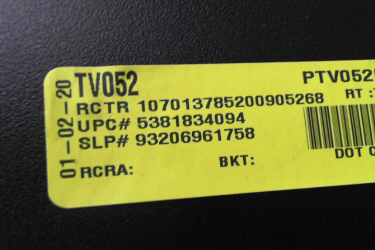 01-02-20
TV052
PTV052
RCTR 107013785200905268
RT :
UPC# 5381834094
SLP# 93206961758
RCRA:
BKT:
DOT